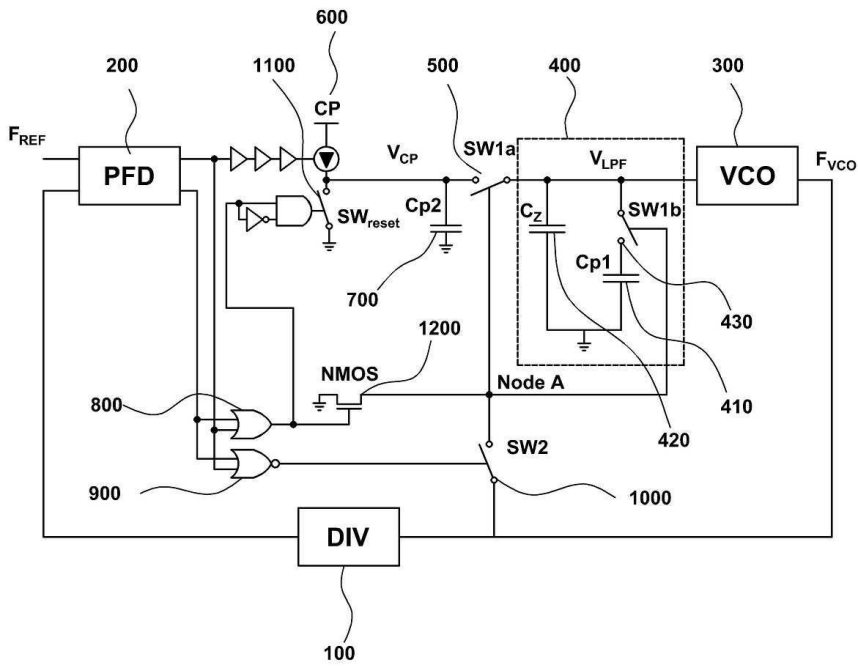 600
200
1100
500
400
300
CP
F_REF
PFD
V_CP
SW1a
V_LPF
VCO
F_VCO
SW_reset
Cp2
C_Z
SW1b
Cp1
700
430
1200
NMOS
Node A
410
800
420
SW2
900
1000
DIV
100